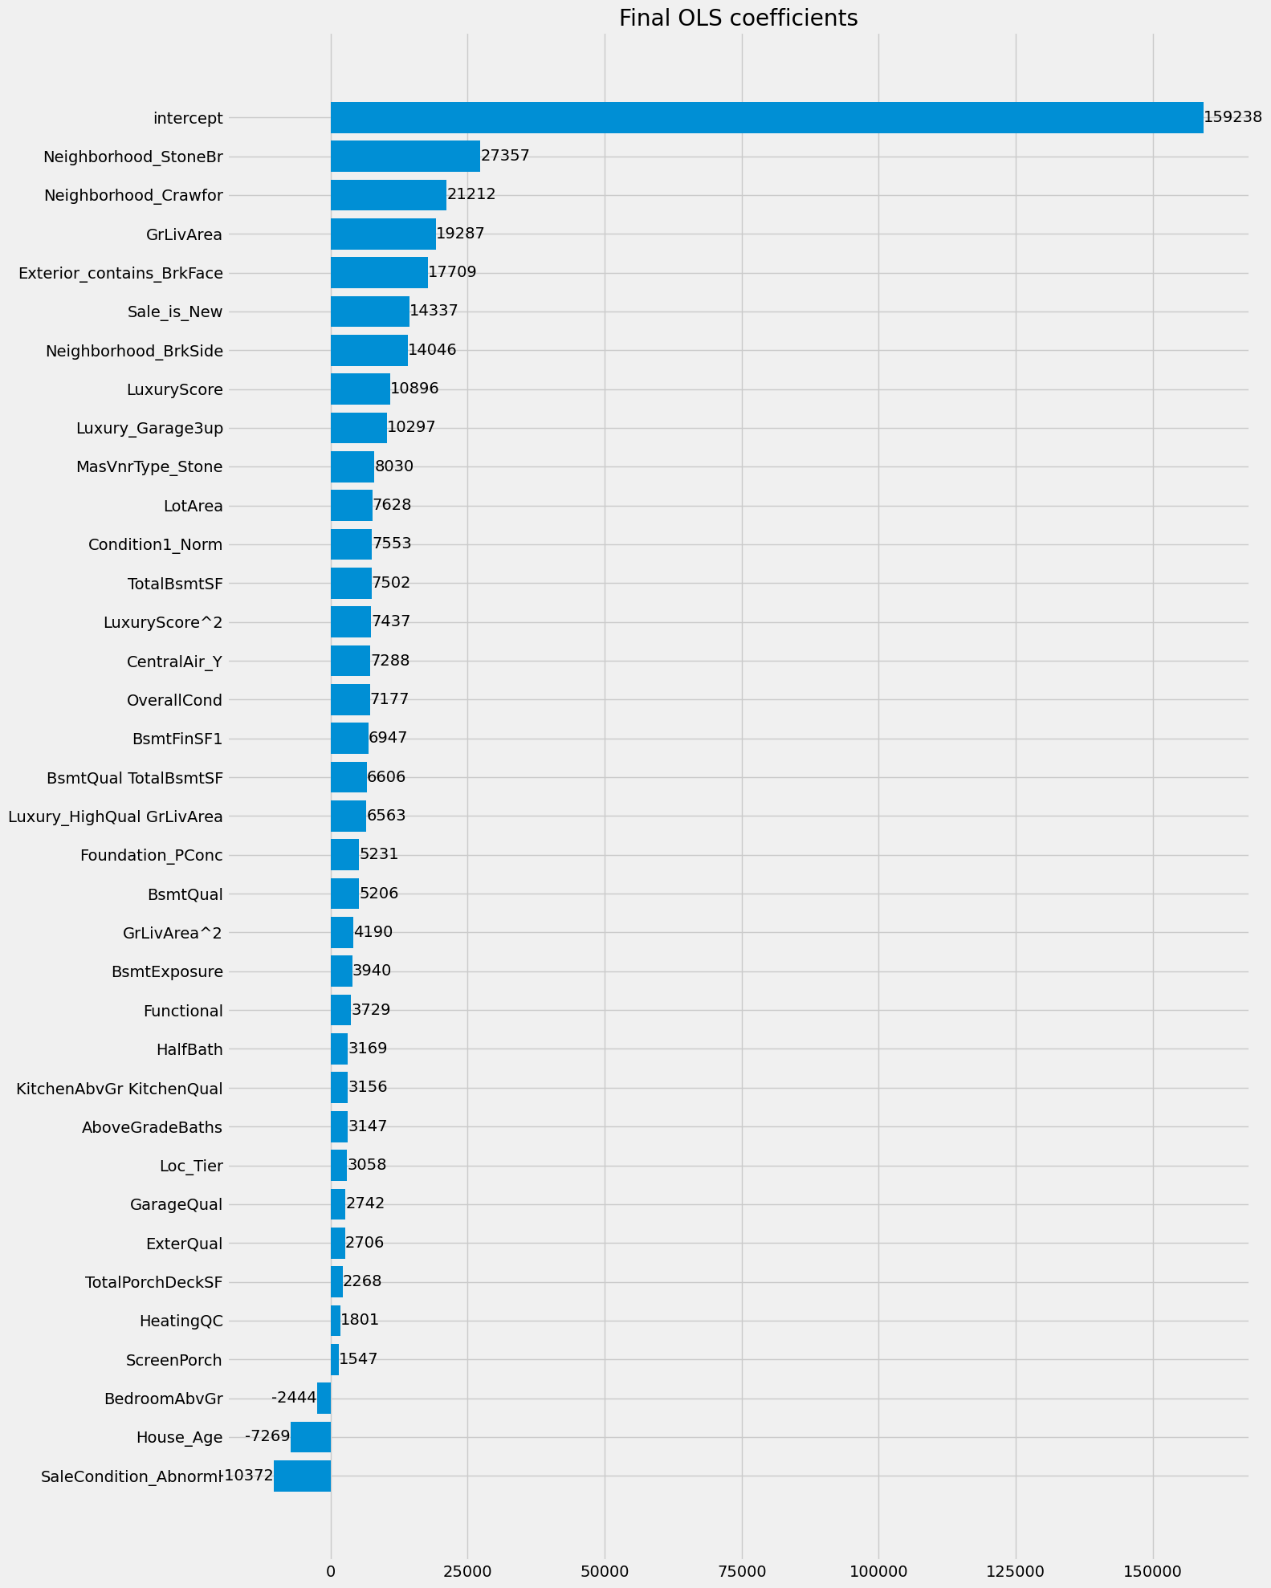 Final OLS coefficients
intercept 159238
Neighborhood_StoneBr 27357
Neighborhood_Crawfor 21212
GrLivArea 19287
Exterior_contains_BrkFace 17709
Sale_is_New 14337
Neighborhood_BrkSide 14046
LuxuryScore 10896
Luxury_Garage3up 10297
MasVnrType_Stone 8030
LotArea 7628
Condition1_Norm 7553
TotalBsmtSF 7502
LuxuryScore^2 7437
CentralAir_Y 7288
OverallCond 7177
BsmtFinSF1 6947
BsmtQual TotalBsmtSF 6606
Luxury_HighQual GrLivArea 6563
Foundation_PConc 5231
BsmtQual 5206
GrLivArea^2 4190
BsmtExposure 3940
Functional 3729
HalfBath 3169
KitchenAbvGr KitchenQual 3156
AboveGradeBaths 3147
Loc_Tier 3058
GarageQual 2742
ExterQual 2706
TotalPorchDeckSF 2268
HeatingQC 1801
ScreenPorch 1547
BedroomAbvGr -2444
House_Age -7269
SaleCondition_Abnorml -10372
0 25000 50000 75000 100000 125000 150000